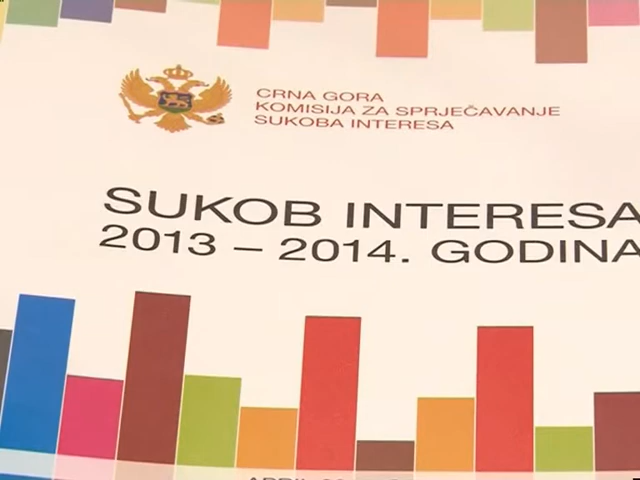 CRNA GORA
KOMISIJA ZA SPRJEČAVANJE
SUKOBA INTERESA
SUKOB INTERESA
2013 – 2014. GODINA